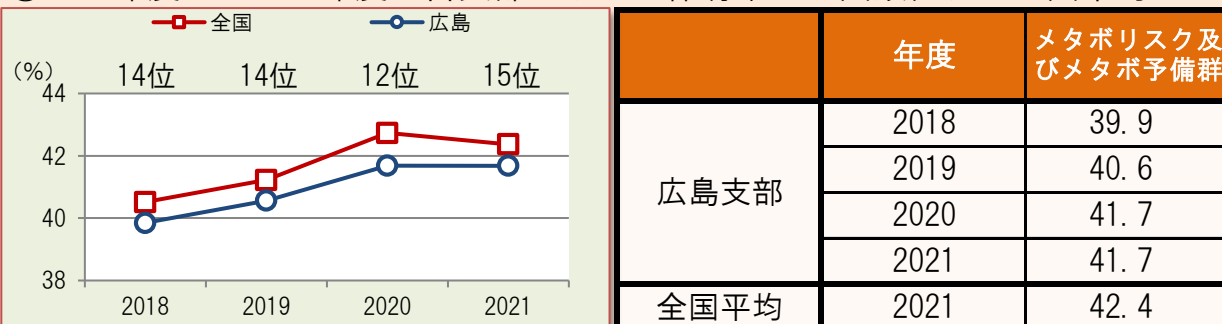 全国 広島
(%) 14位 14位 12位 15位
44
42
40
38
2018 2019 2020 2021
年度 メタボリスク及
びメタボ予備群
広島支部 2018 39.9
2019 40.6
2020 41.7
2021 41.7
全国平均 2021 42.4